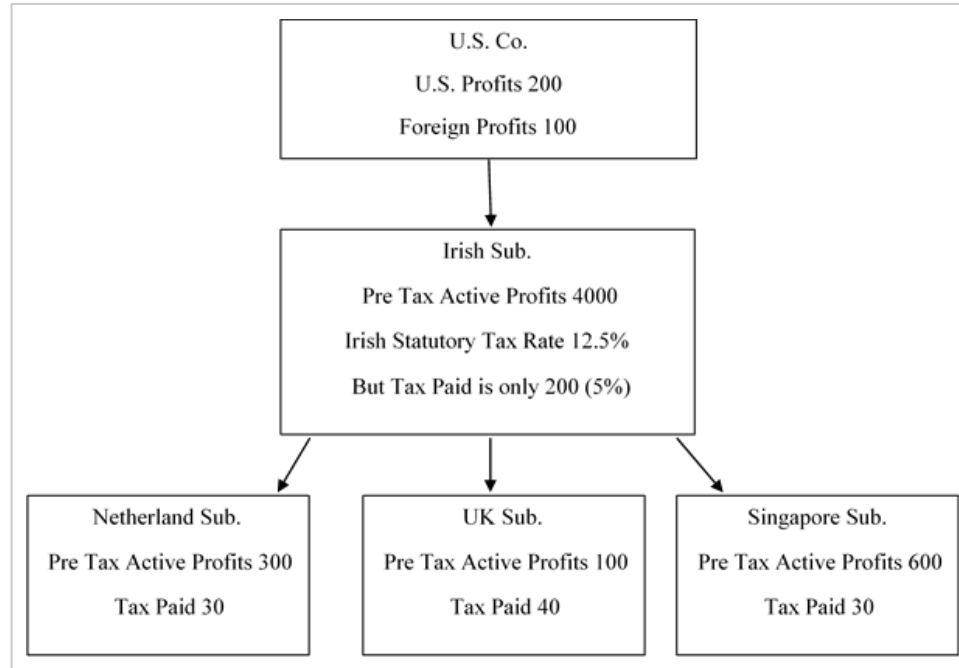 U.S. Co.
U.S. Profits 200
Foreign Profits 100
Irish Sub.
Pre Tax Active Profits 4000
Irish Statutory Tax Rate 12.5%
But Tax Paid is only 200 (5%)
Netherland Sub.
Pre Tax Active Profits 300
Tax Paid 30
UK Sub.
Pre Tax Active Profits 100
Tax Paid 40
Singapore Sub.
Pre Tax Active Profits 600
Tax Paid 30